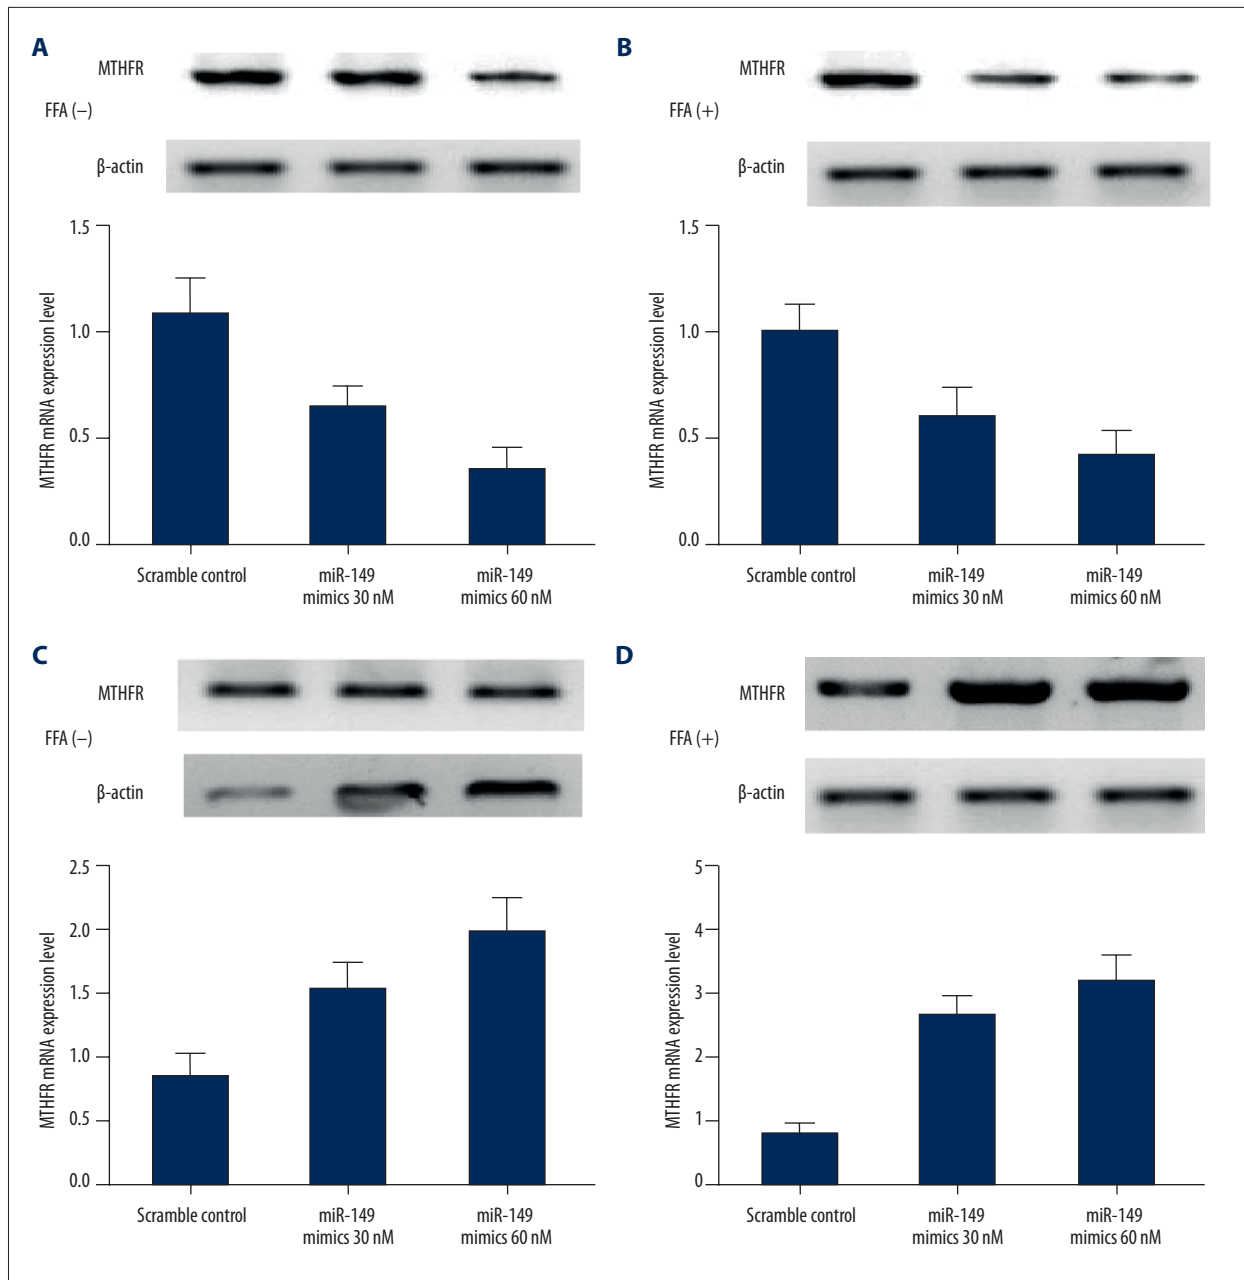 A
MTHFR
FFA (–)
β-actin
1.5
1.0
0.5
0.0
MTHFR mRNA expression level
Scramble control
miR-149
mimics 30 nM
miR-149
mimics 60 nM
B
MTHFR
FFA (+)
β-actin
1.5
1.0
0.5
0.0
MTHFR mRNA expression level
Scramble control
miR-149
mimics 30 nM
miR-149
mimics 60 nM
C
MTHFR
FFA (–)
β-actin
2.5
2.0
1.5
1.0
0.5
0.0
MTHFR mRNA expression level
Scramble control
miR-149
mimics 30 nM
miR-149
mimics 60 nM
D
MTHFR
FFA (+)
β-actin
5
4
3
2
1
0
MTHFR mRNA expression level
Scramble control
miR-149
mimics 30 nM
miR-149
mimics 60 nM